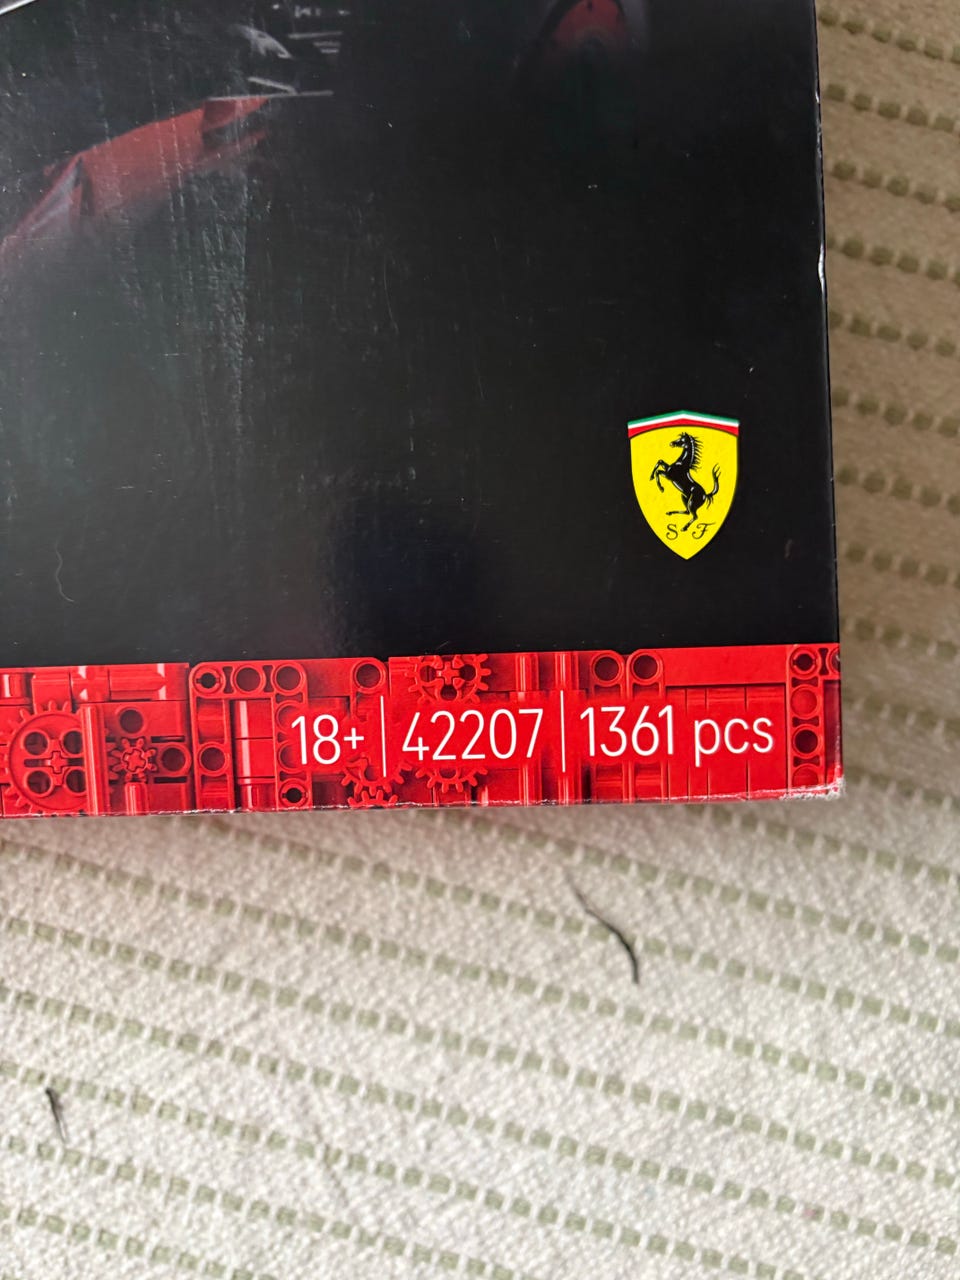 S F
18+ | 42207 | 1361 pcs